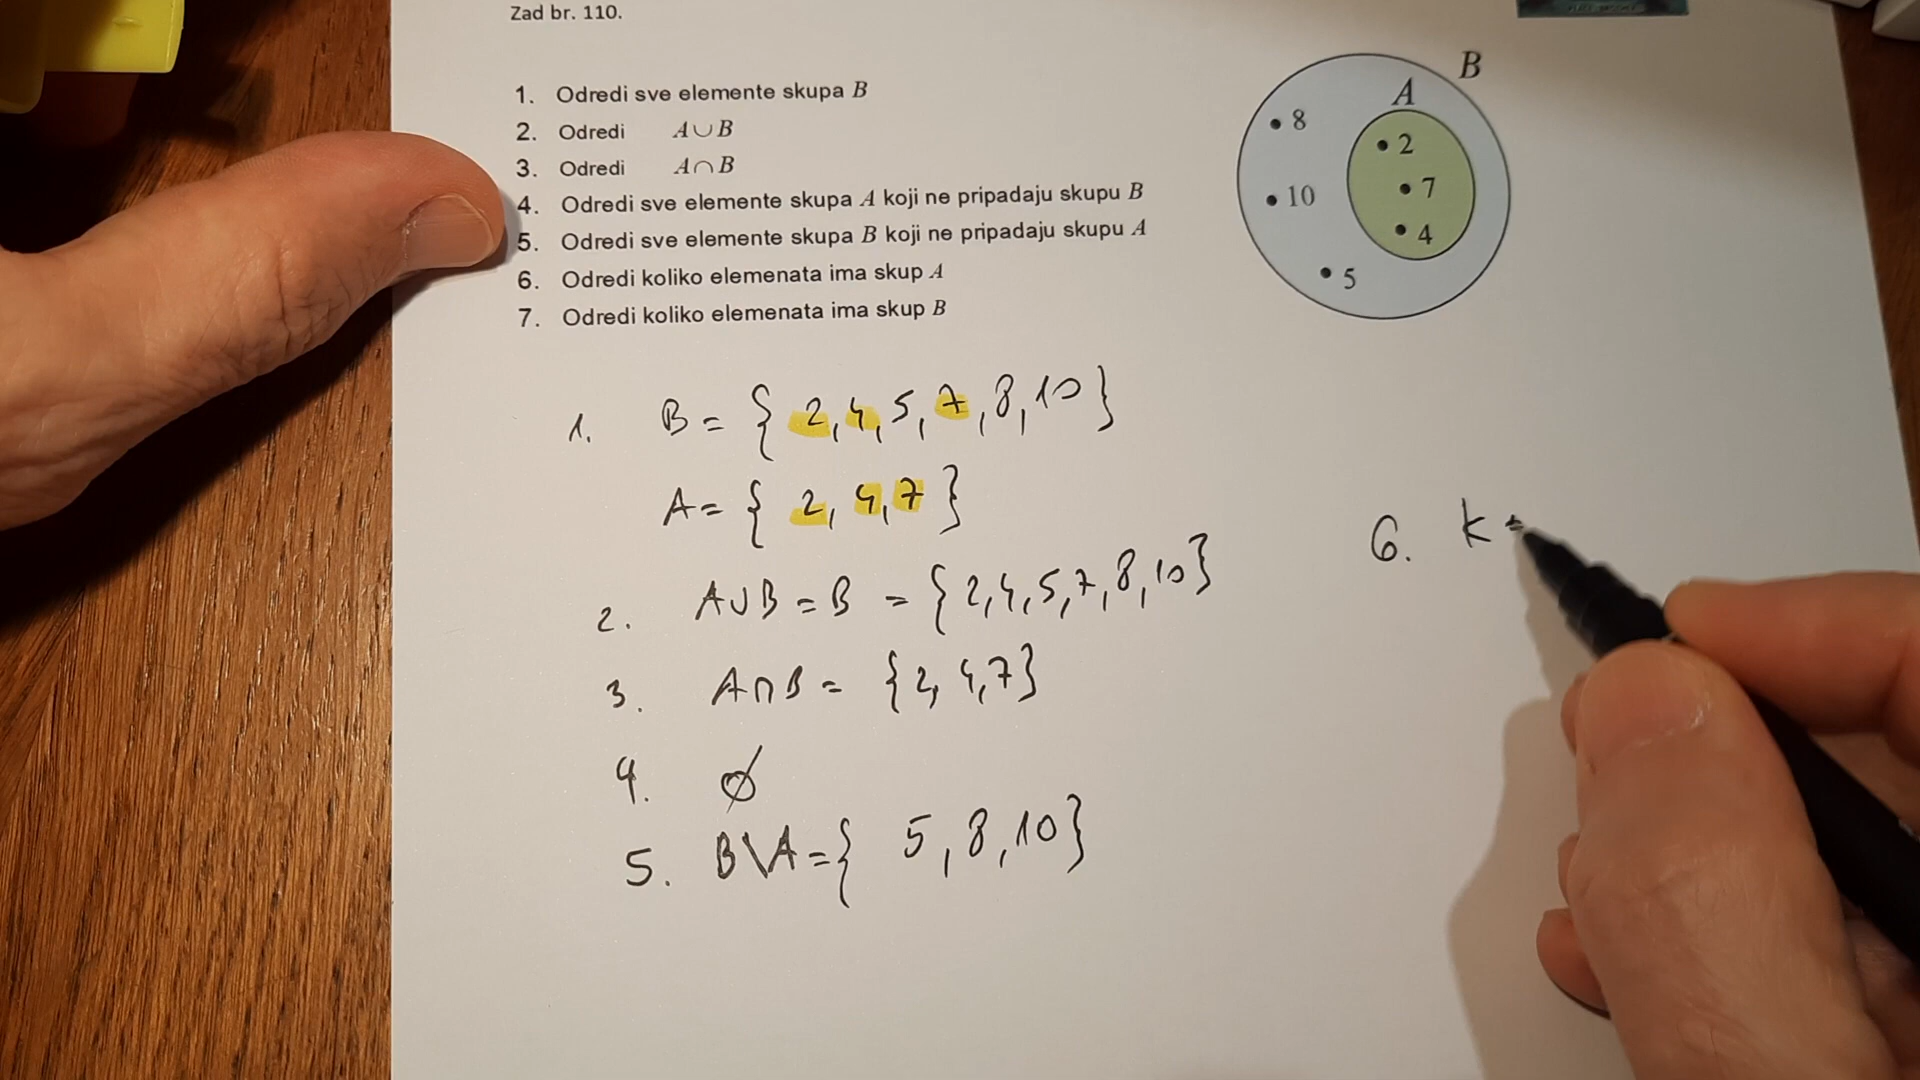 Zad br. 110.
1. Odredi sve elemente skupa B
2. Odredi A∪B
3. Odredi A∩B
4. Odredi sve elemente skupa A koji ne pripadaju skupu B
5. Odredi sve elemente skupa B koji ne pripadaju skupu A
6. Odredi koliko elemenata ima skup A
7. Odredi koliko elemenata ima skup B
B
A
8
2
10
7
4
5
1. B = { 2, 4, 5, 7, 8, 10 }
A = { 2, 4, 7 }
2. A∪B = B = { 2, 4, 5, 7, 8, 10 }
3. A∩B = { 2, 4, 7 }
4. ∅
5. B\A = { 5, 8, 10 }
6. k =